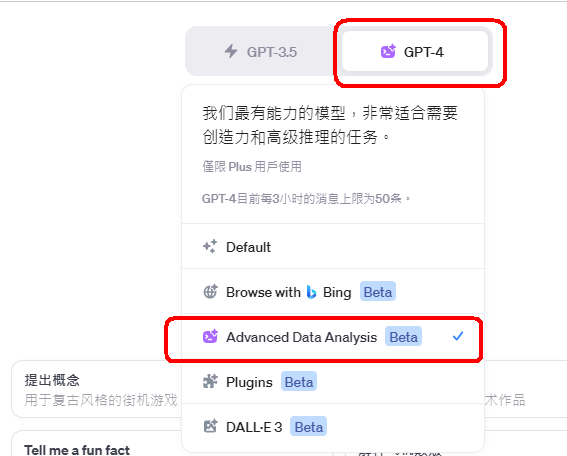 GPT-3.5
GPT-4
我们最有能力的模型，非常适合需要
创造力和高级推理的任务。
僅限 Plus 用戶使用
GPT-4目前每3小时的消息上限为50条。
Default
Browse with Bing Beta
Advanced Data Analysis Beta
Plugins Beta
DALL·E 3 Beta
提出概念
用于复古风格的街机游戏
术作品
Tell me a fun fact